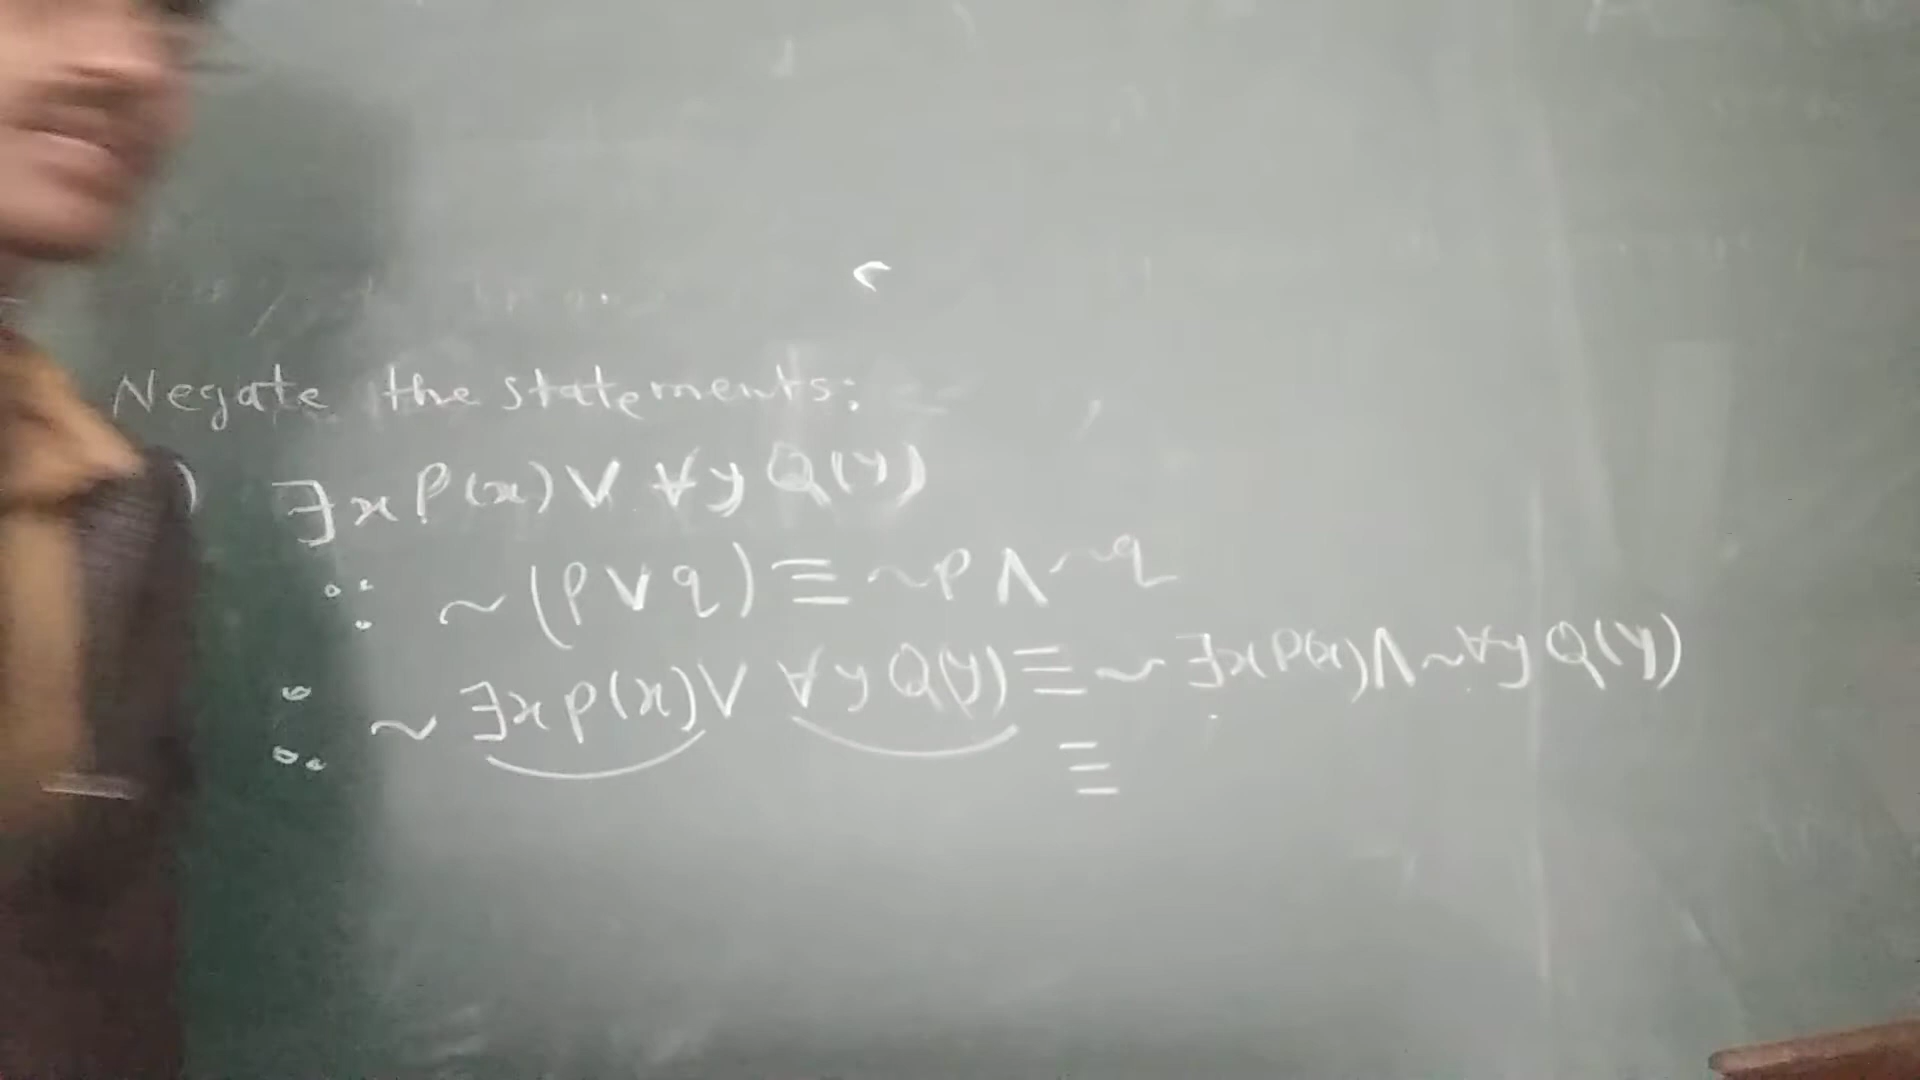 Negate the statements:
) ∃x P(x) ∨ ∀y Q(y)
∵ ~(p∨q) ≡ ~p ∧ ~q
∴ ~ ∃x p(x) ∨ ∀y Q(y) ≡ ~ ∃x P(x) ∧ ~ ∀y Q(y)
≡